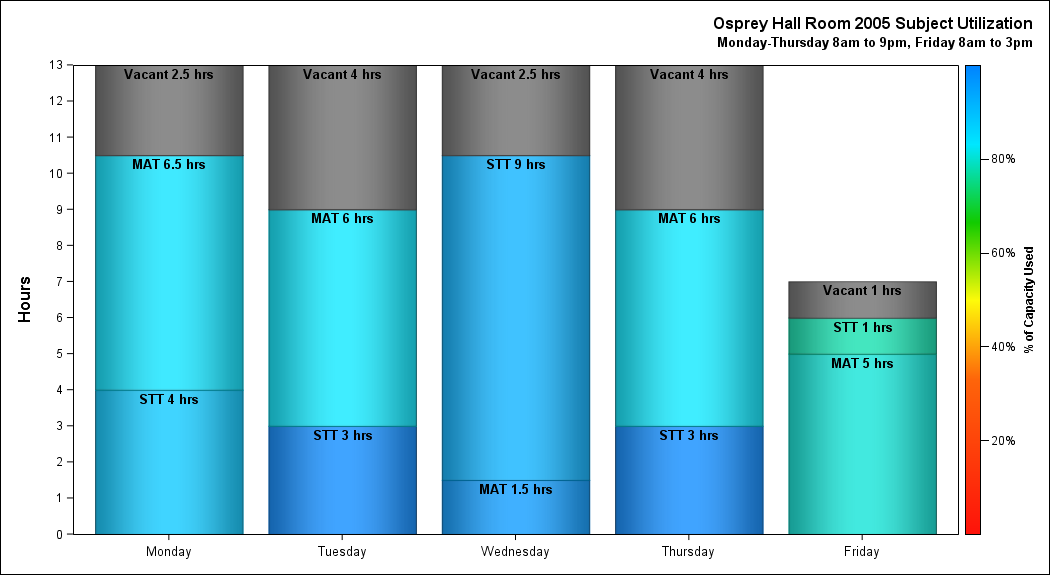 Osprey Hall Room 2005 Subject Utilization
Monday-Thursday 8am to 9pm, Friday 8am to 3pm
Hours
13
12
11
10
9
8
7
6
5
4
3
2
1
0
Vacant 2.5 hrs
MAT 6.5 hrs
STT 4 hrs
Vacant 4 hrs
MAT 6 hrs
STT 3 hrs
Vacant 2.5 hrs
STT 9 hrs
MAT 1.5 hrs
Vacant 4 hrs
MAT 6 hrs
STT 3 hrs
Vacant 1 hrs
STT 1 hrs
MAT 5 hrs
Monday
Tuesday
Wednesday
Thursday
Friday
80%
60%
40%
20%
% of Capacity Used